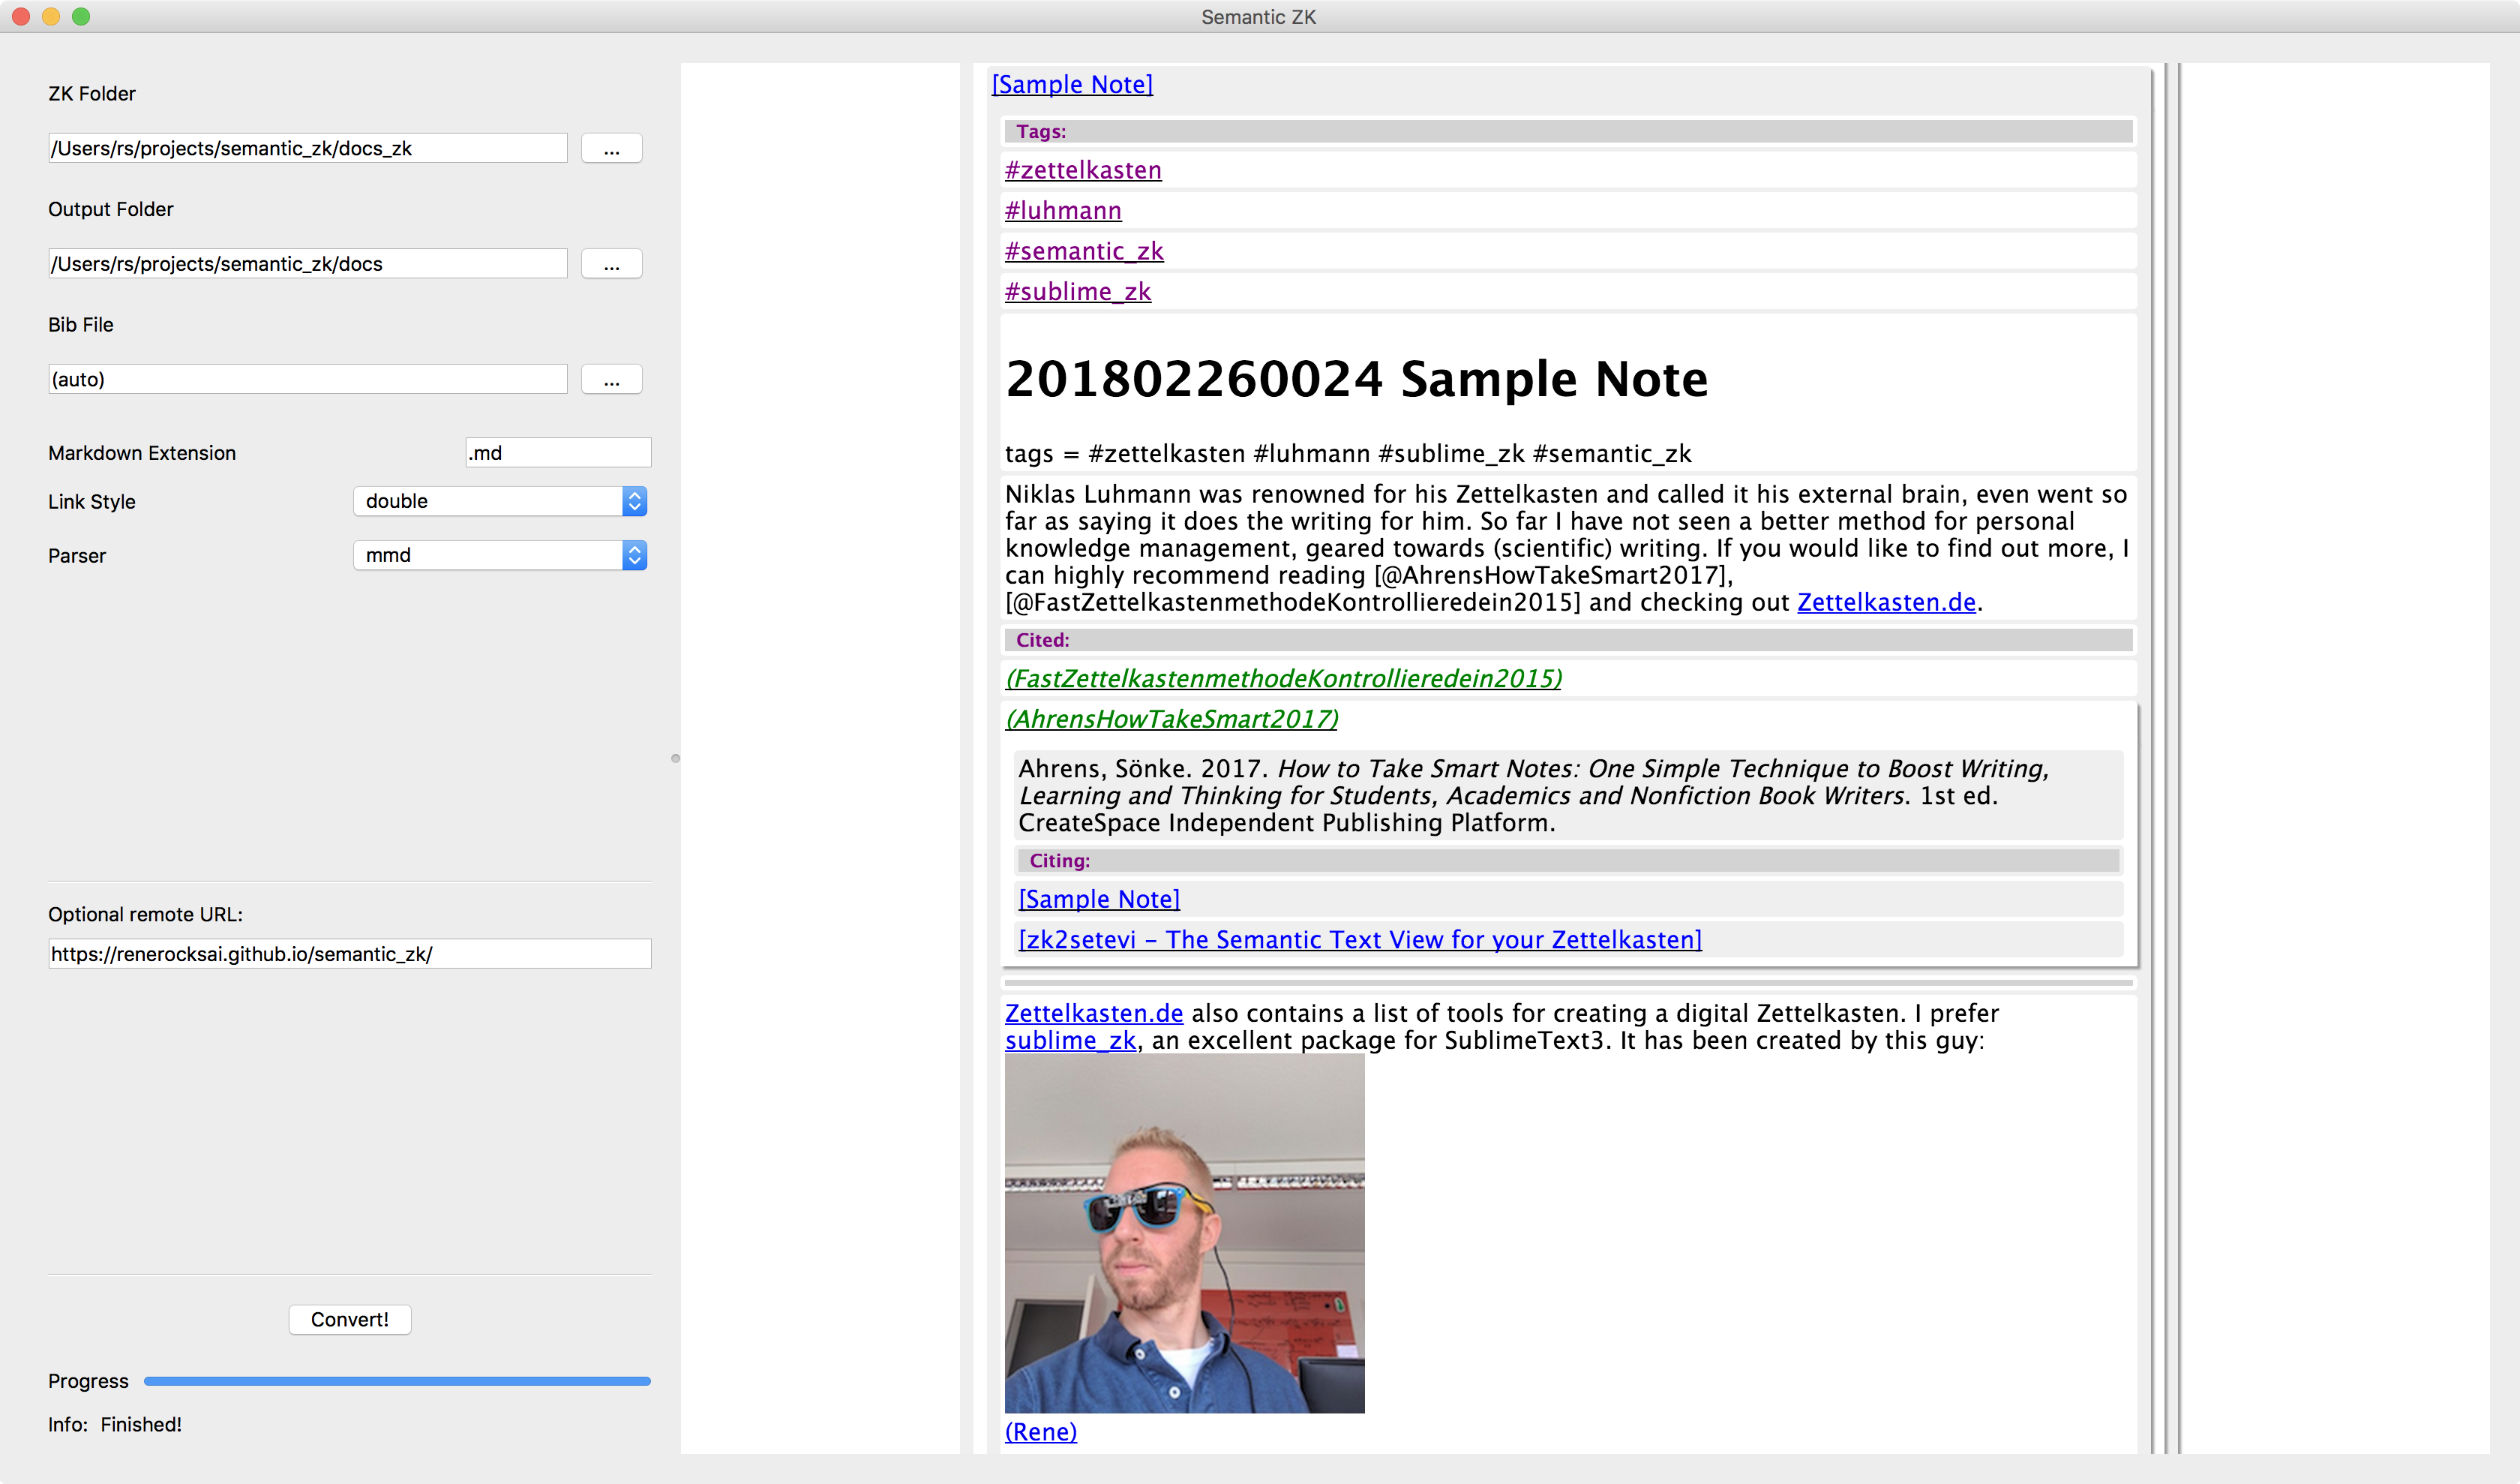 Semantic ZK
ZK Folder
/Users/rs/projects/semantic_zk/docs_zk
...
Output Folder
/Users/rs/projects/semantic_zk/docs
...
Bib File
(auto)
...
Markdown Extension
.md
Link Style
double
Parser
mmd
Optional remote URL:
https://renerocksai.github.io/semantic_zk/
Convert!
Progress
Info: Finished!
[Sample Note]
Tags:
#zettelkasten
#luhmann
#semantic_zk
#sublime_zk
201802260024 Sample Note
tags = #zettelkasten #luhmann #sublime_zk #semantic_zk
Niklas Luhmann was renowned for his Zettelkasten and called it his external brain, even went so
far as saying it does the writing for him. So far I have not seen a better method for personal
knowledge management, geared towards (scientific) writing. If you would like to find out more, I
can highly recommend reading [@AhrensHowTakeSmart2017],
[@FastZettelkastenmethodeKontrollieredein2015] and checking out Zettelkasten.de.
Cited:
(FastZettelkastenmethodeKontrollieredein2015)
(AhrensHowTakeSmart2017)
Ahrens, Sönke. 2017. How to Take Smart Notes: One Simple Technique to Boost Writing,
Learning and Thinking for Students, Academics and Nonfiction Book Writers. 1st ed.
CreateSpace Independent Publishing Platform.
Citing:
[Sample Note]
[zk2setevi – The Semantic Text View for your Zettelkasten]
Zettelkasten.de also contains a list of tools for creating a digital Zettelkasten. I prefer
sublime_zk, an excellent package for SublimeText3. It has been created by this guy:
(Rene)